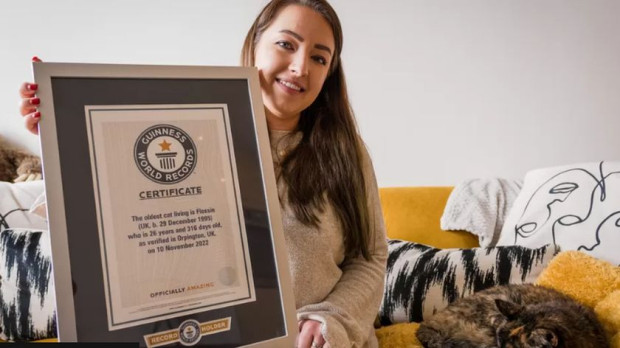 GUINNESS
WORLD
RECORDS
CERTIFICATE
The oldest cat living is Flossie
(UK, b. 29 December 1995)
who is 26 years and 316 days old,
as verified in Orpington, UK,
on 10 November 2022
OFFICIALLY AMAZING
RECORD HOLDER